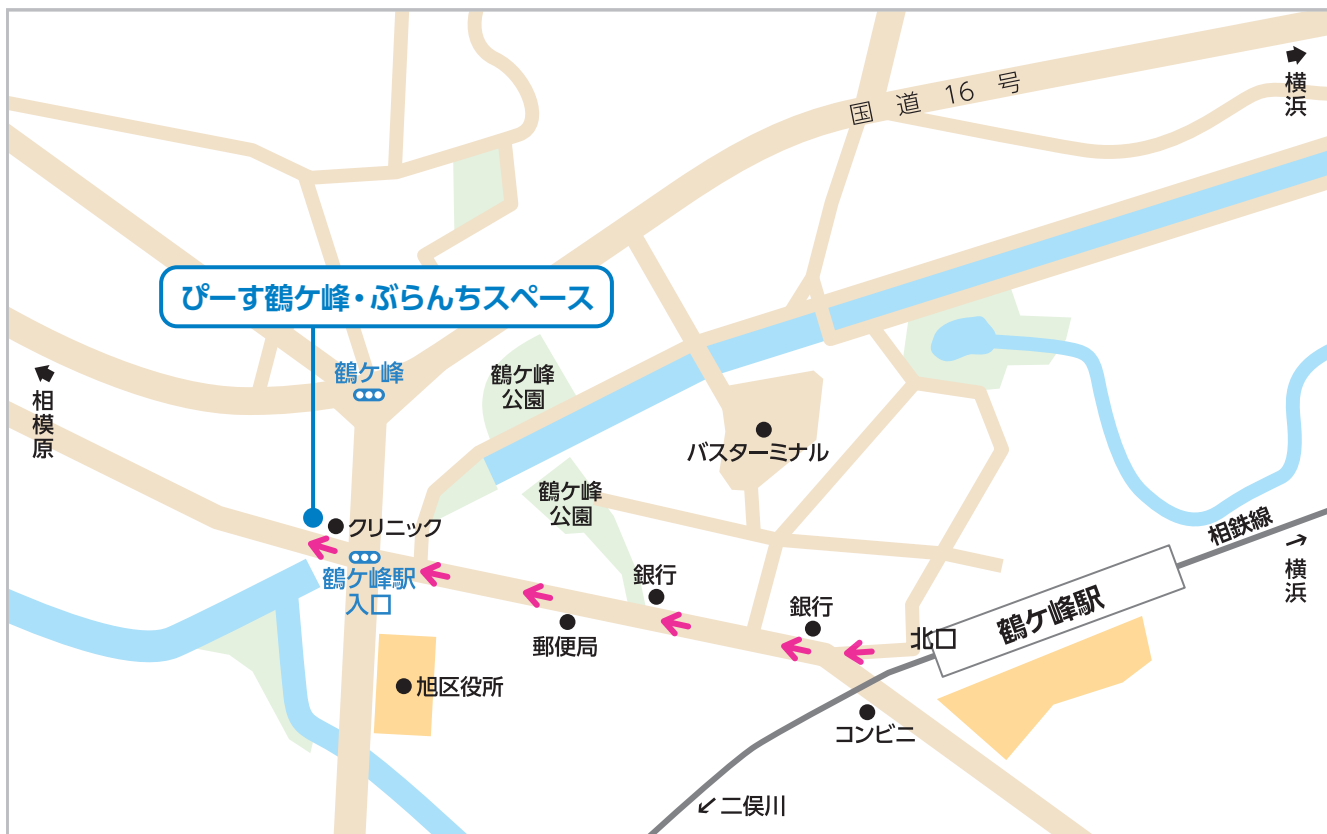 国道16号
横浜
ぴーす鶴ケ峰・ぶらんちスペース
鶴ケ峰
相模原
鶴ケ峰
公園
バスターミナル
鶴ケ峰
公園
クリニック
相鉄線
横浜
鶴ケ峰駅
入口
銀行
銀行
鶴ケ峰駅
北口
郵便局
旭区役所
コンビニ
二俣川